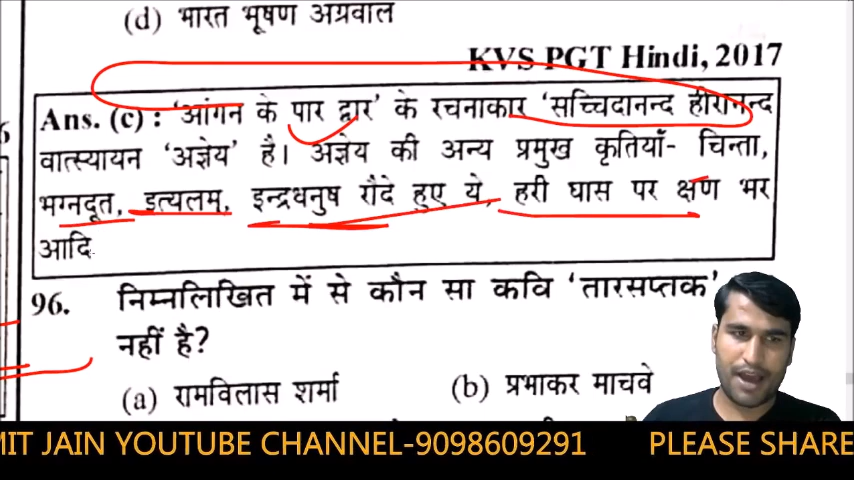 (d) भारत भूषण अग्रवाल
KVS PGT Hindi, 2017
Ans. (c) : 'आंगन के पार द्वार' के रचनाकार 'सच्चिदानन्द हीरानन्द
वात्स्यायन 'अज्ञेय' है। अज्ञेय की अन्य प्रमुख कृतियाँ- चिन्ता,
भग्नदूत, इत्यलम्, इन्द्रधनुष रौंदे हुए ये, हरी घास पर क्षण भर
आदि
96. निम्नलिखित में से कौन सा कवि 'तारसप्तक'
नहीं है?
(a) रामविलास शर्मा (b) प्रभाकर माचवे
MIT JAIN YOUTUBE CHANNEL-9098609291 PLEASE SHARE